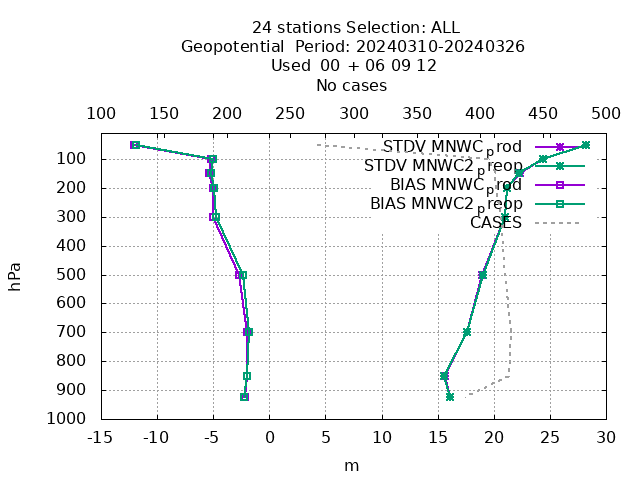 24 stations Selection: ALL
Geopotential  Period: 20240310-20240326
Used  00 + 06 09 12
No cases
100 150 200 250 300 350 400 450 500
STDV MNWC_prod
STDV MNWC2_preop
BIAS MNWC_prod
BIAS MNWC2_preop
CASES
hPa
100
200
300
400
500
600
700
800
900
1000
-15 -10 -5 0 5 10 15 20 25 30
m